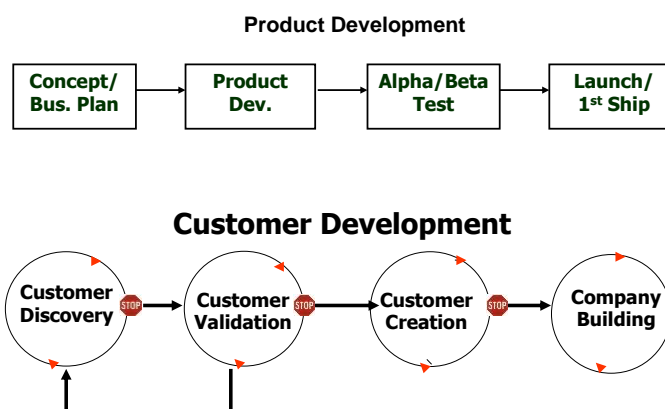 Product Development
Concept/
Bus. Plan
Product
Dev.
Alpha/Beta
Test
Launch/
1st Ship
Customer Development
Customer
Discovery
STOP
Customer
Validation
STOP
Customer
Creation
STOP
Company
Building